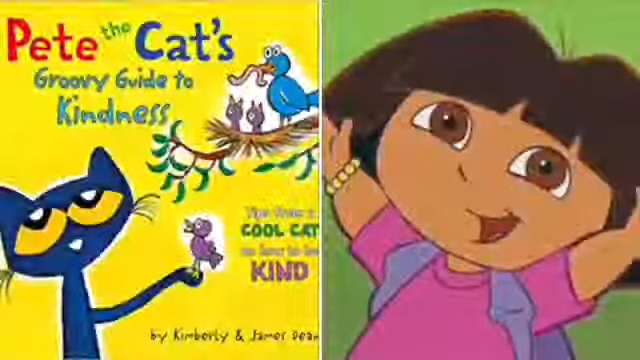 Pete the Cat's
Groovy Guide to
Kindness
Tips from a
COOL CAT
on how to be
KIND
by Kimberly & James Dean